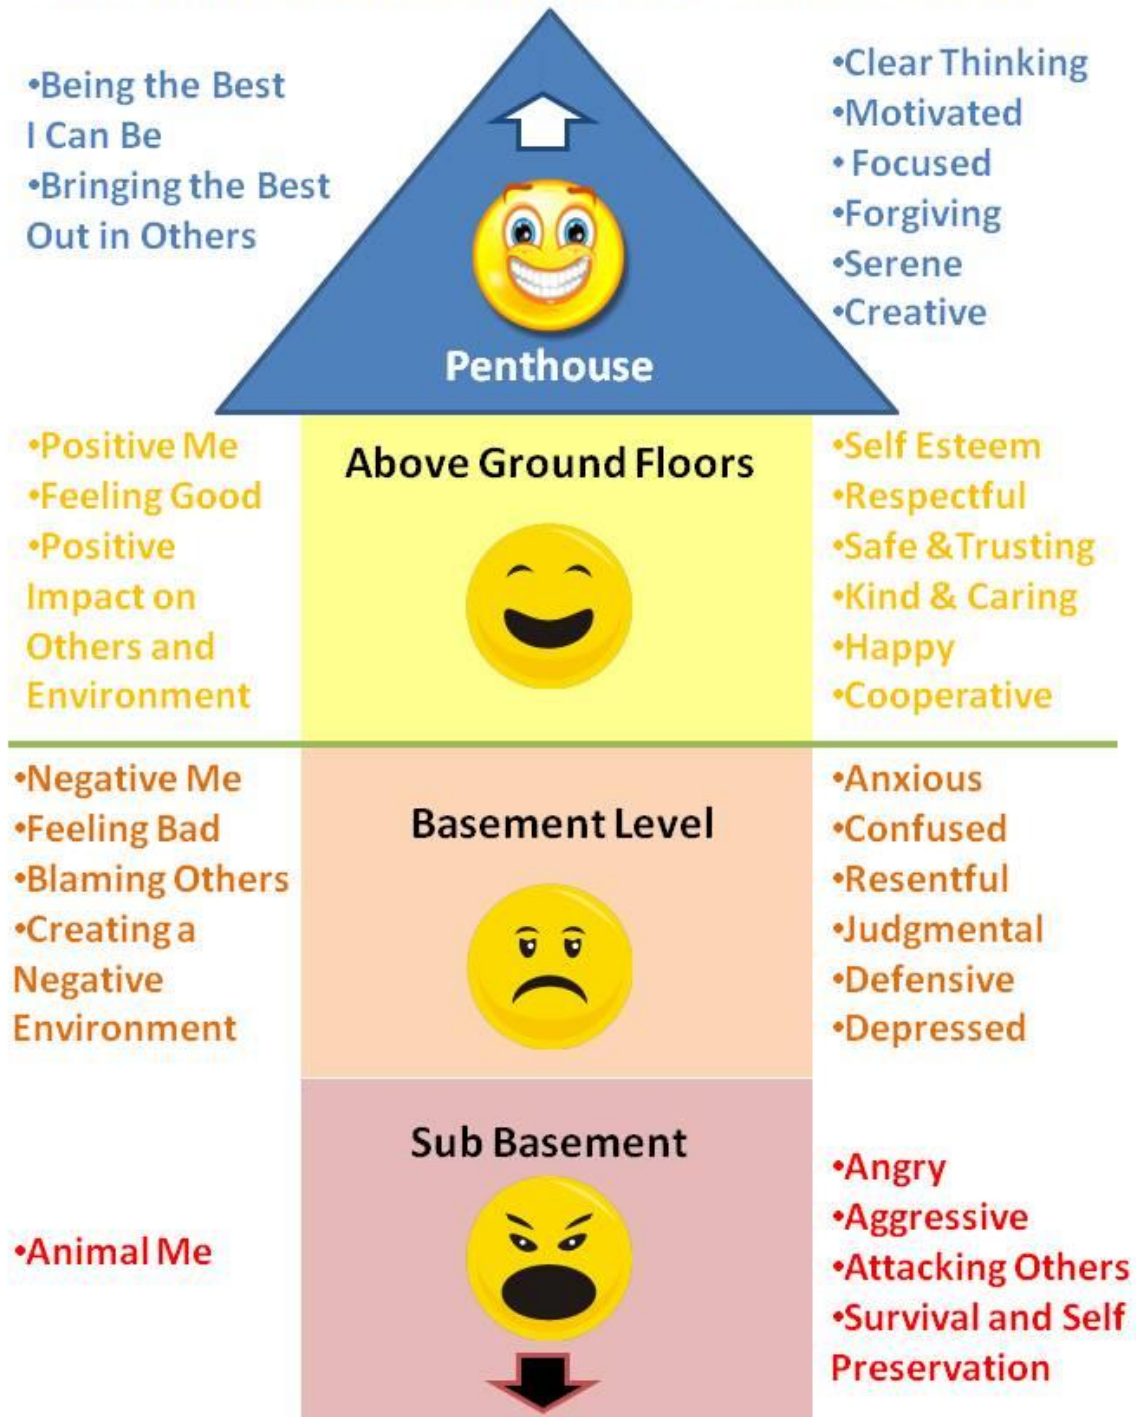 •Being the Best
I Can Be
•Bringing the Best
Out in Others
Penthouse
•Clear Thinking
•Motivated
• Focused
•Forgiving
•Serene
•Creative
•Positive Me
•Feeling Good
•Positive
Impact on
Others and
Environment
Above Ground Floors
•Self Esteem
•Respectful
•Safe &Trusting
•Kind & Caring
•Happy
•Cooperative
•Negative Me
•Feeling Bad
•Blaming Others
•Creating a
Negative
Environment
Basement Level
•Anxious
•Confused
•Resentful
•Judgmental
•Defensive
•Depressed
•Animal Me
Sub Basement
•Angry
•Aggressive
•Attacking Others
•Survival and Self
Preservation